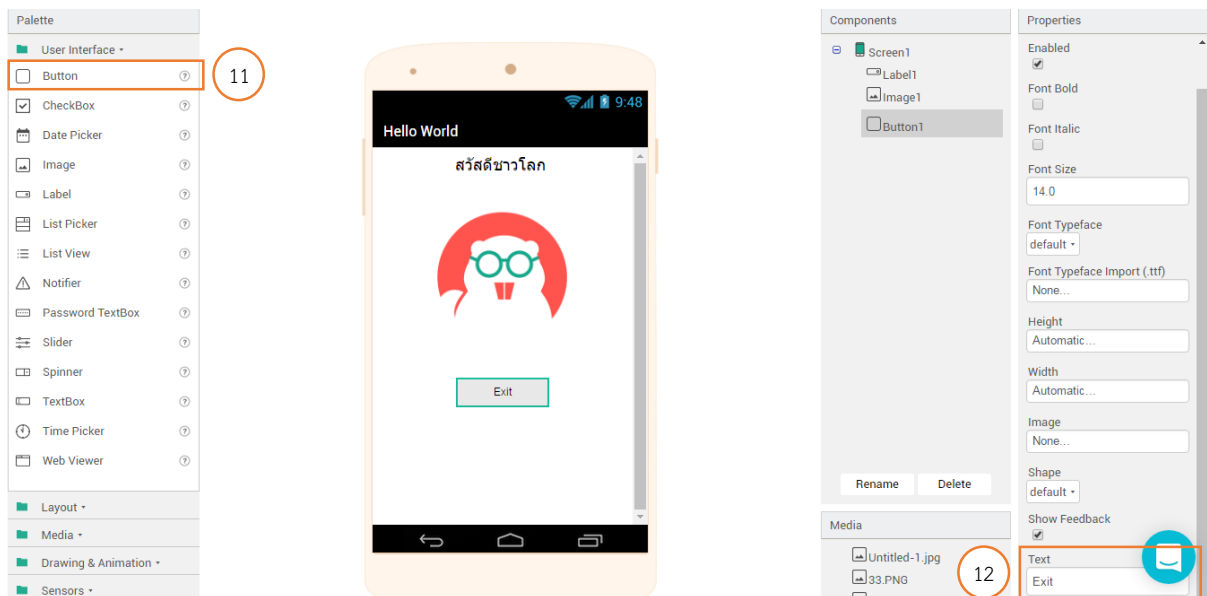 Palette
User Interface
Button
11
CheckBox
Date Picker
Image
Label
List Picker
List View
Notifier
Password TextBox
Slider
Spinner
TextBox
Time Picker
Web Viewer
Layout
Media
Drawing & Animation
Sensors
9:48
Hello World
สวัสดีชาวโลก
Exit
Components
Screen1
Label1
Image1
Button1
Rename Delete
Media
Untitled-1.jpg
33.PNG
12
Properties
Enabled
Font Bold
Font Italic
Font Size
14.0
Font Typeface
default
Font Typeface Import (.ttf)
None...
Height
Automatic...
Width
Automatic...
Image
None...
Shape
default
Show Feedback
Text
Exit